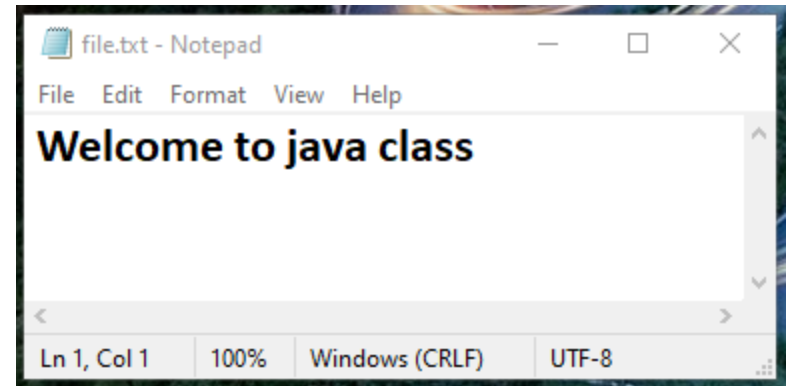 file.txt - Notepad
File Edit Format View Help
Welcome to java class
Ln 1, Col 1 100% Windows (CRLF) UTF-8